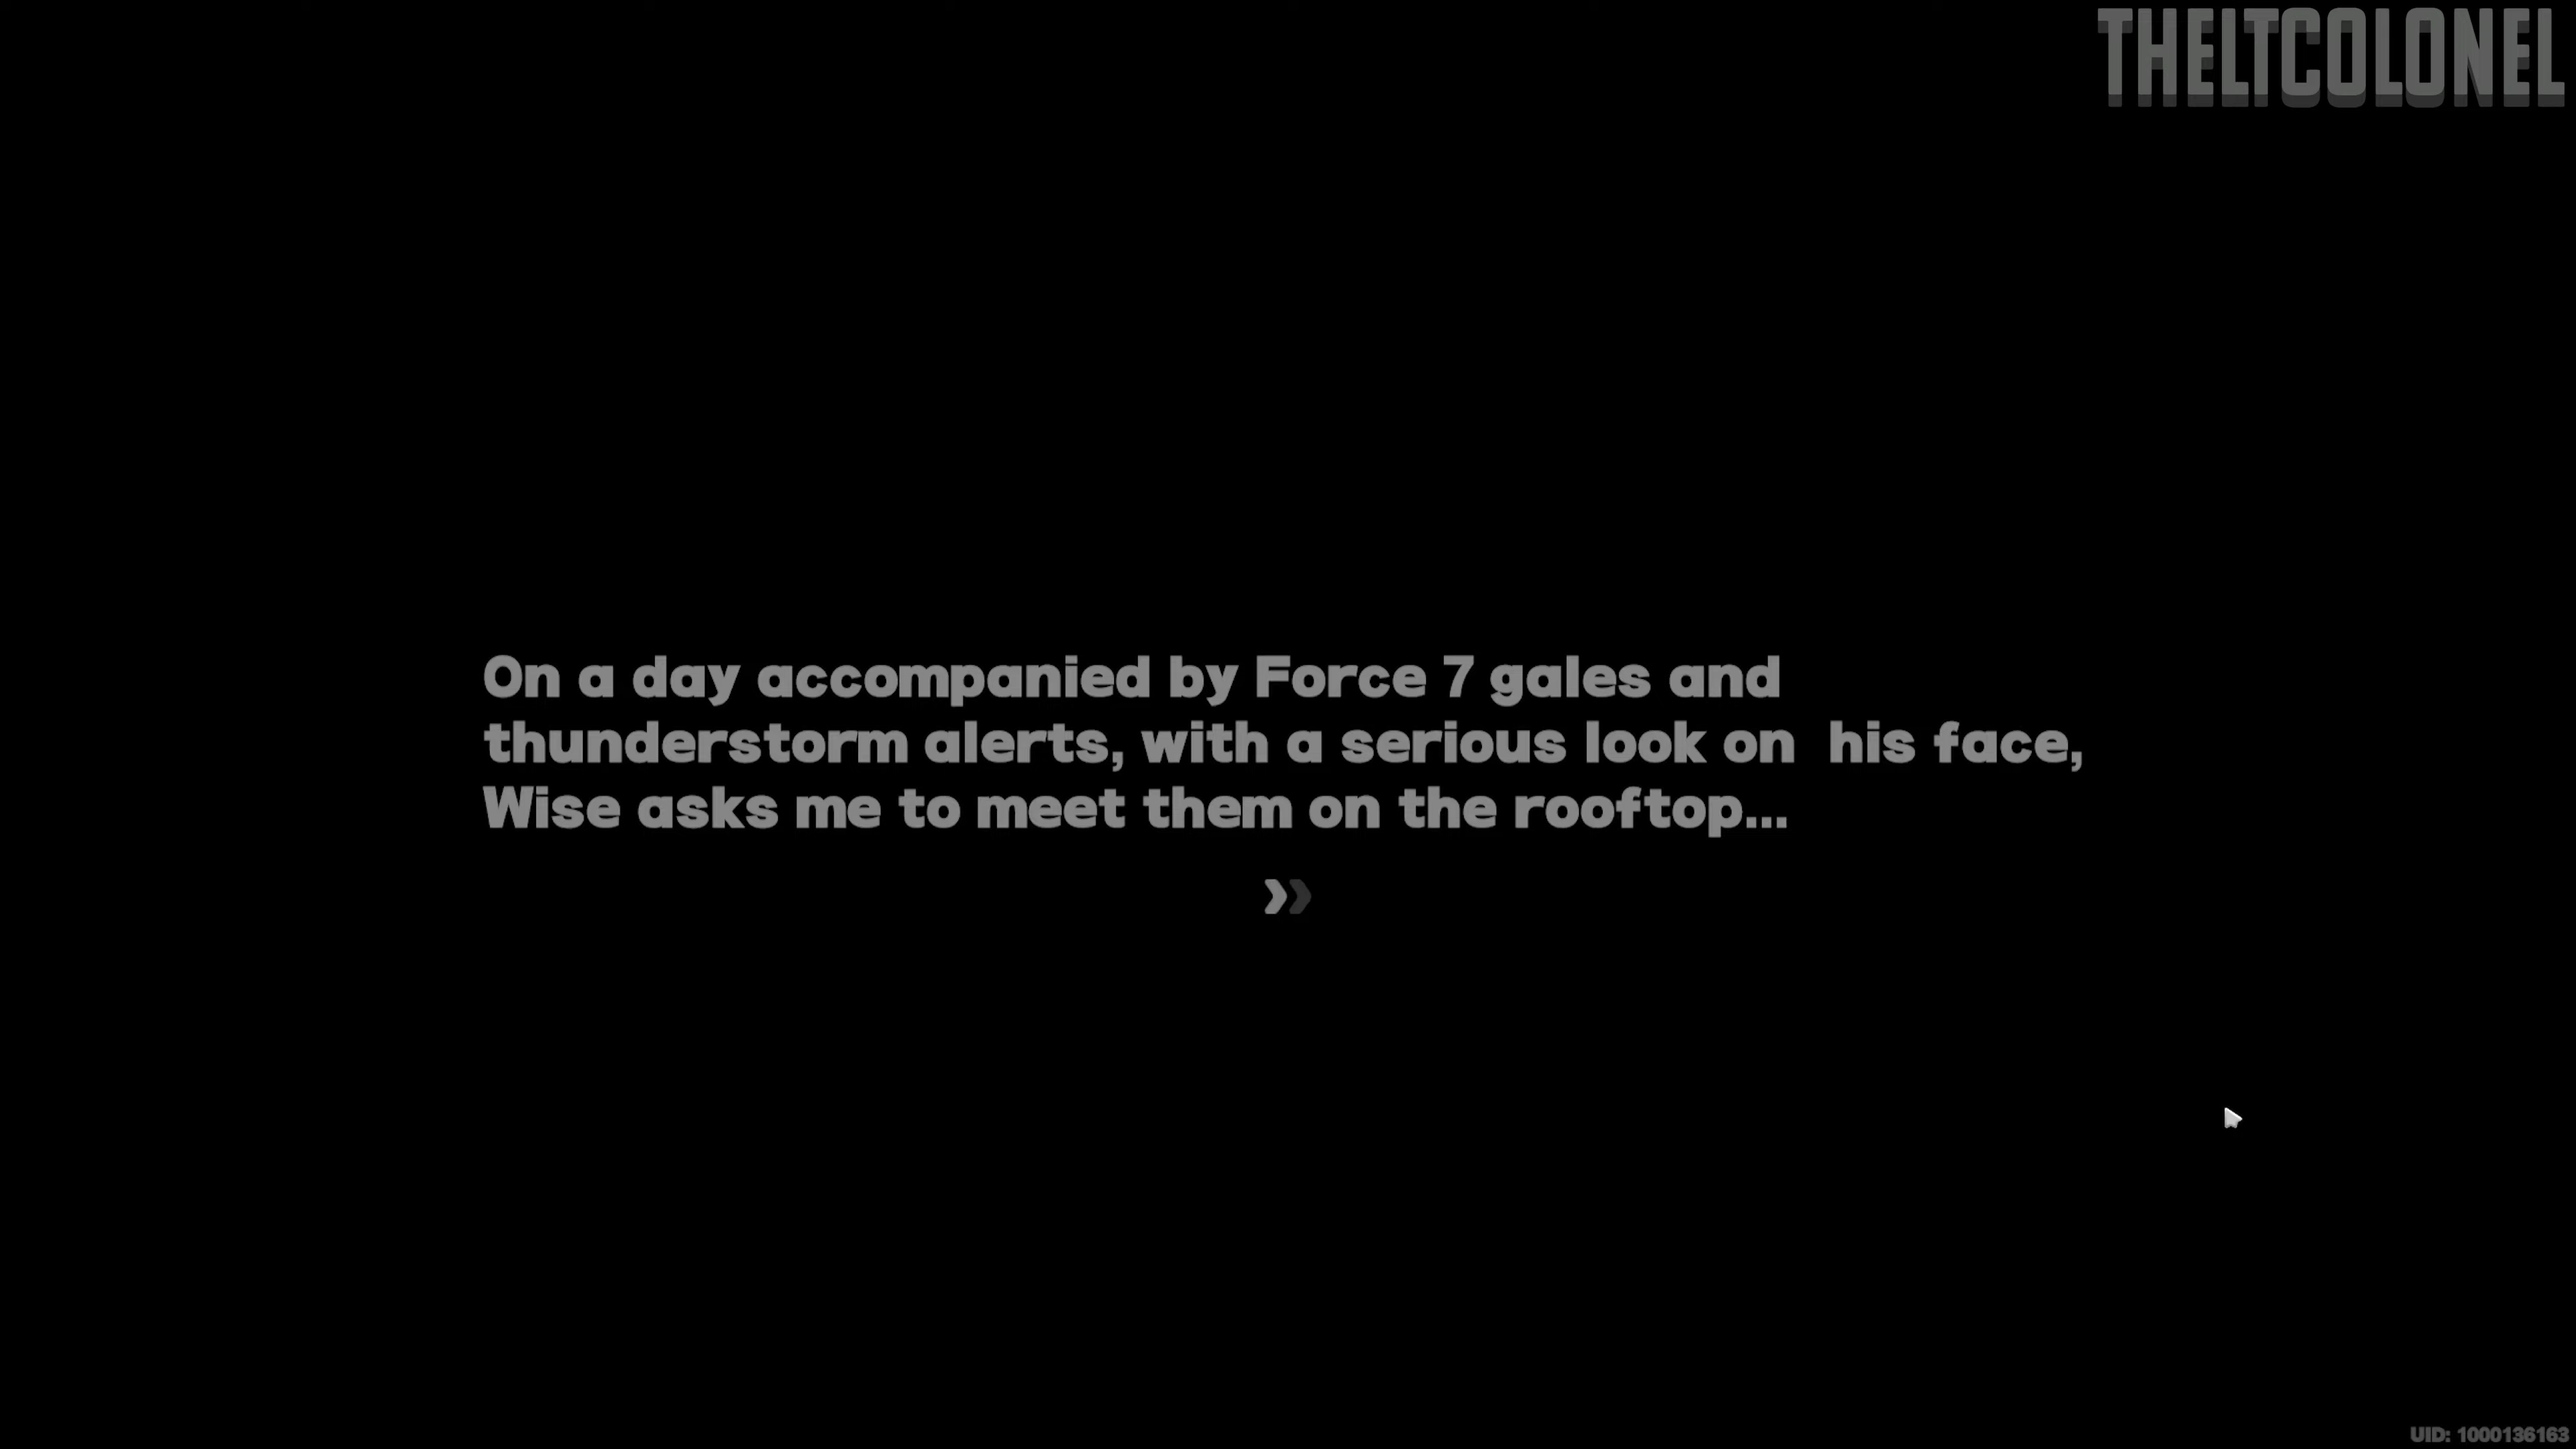 THELTCOLONEL
On a day accompanied by Force 7 gales and
thunderstorm alerts, with a serious look on  his face,
Wise asks me to meet them on the rooftop...
UID: 1000136163